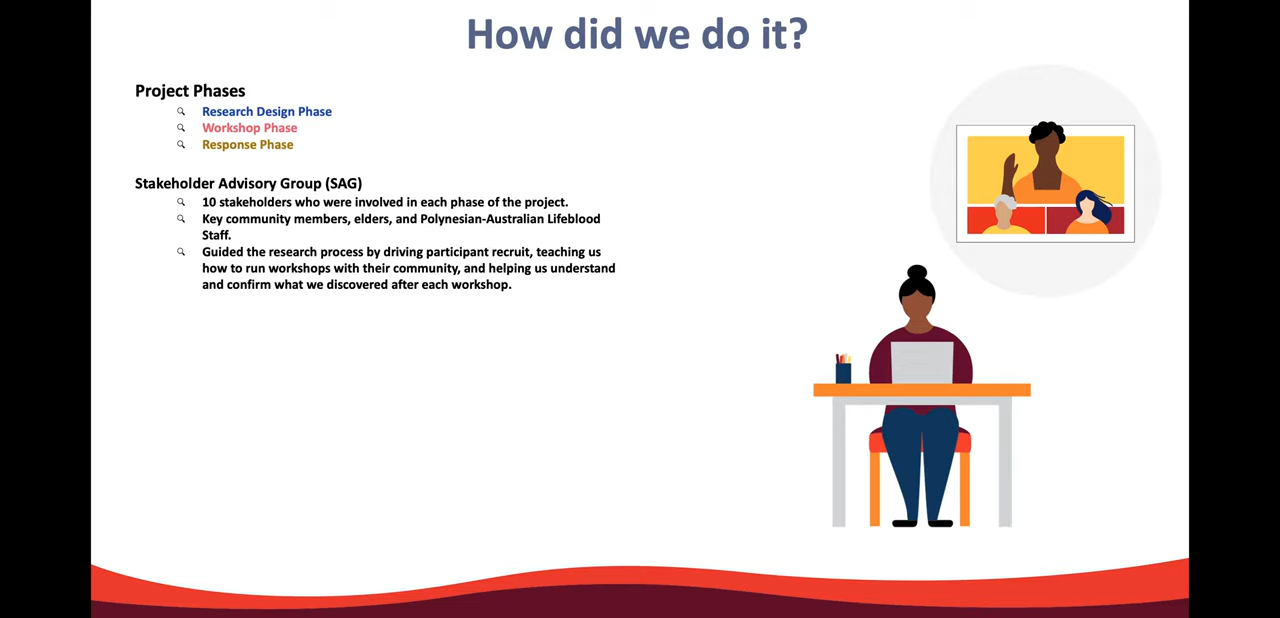 How did we do it?
Project Phases
Research Design Phase
Workshop Phase
Response Phase
Stakeholder Advisory Group (SAG)
10 stakeholders who were involved in each phase of the project.
Key community members, elders, and Polynesian-Australian Lifeblood
Staff.
Guided the research process by driving participant recruit, teaching us
how to run workshops with their community, and helping us understand
and confirm what we discovered after each workshop.